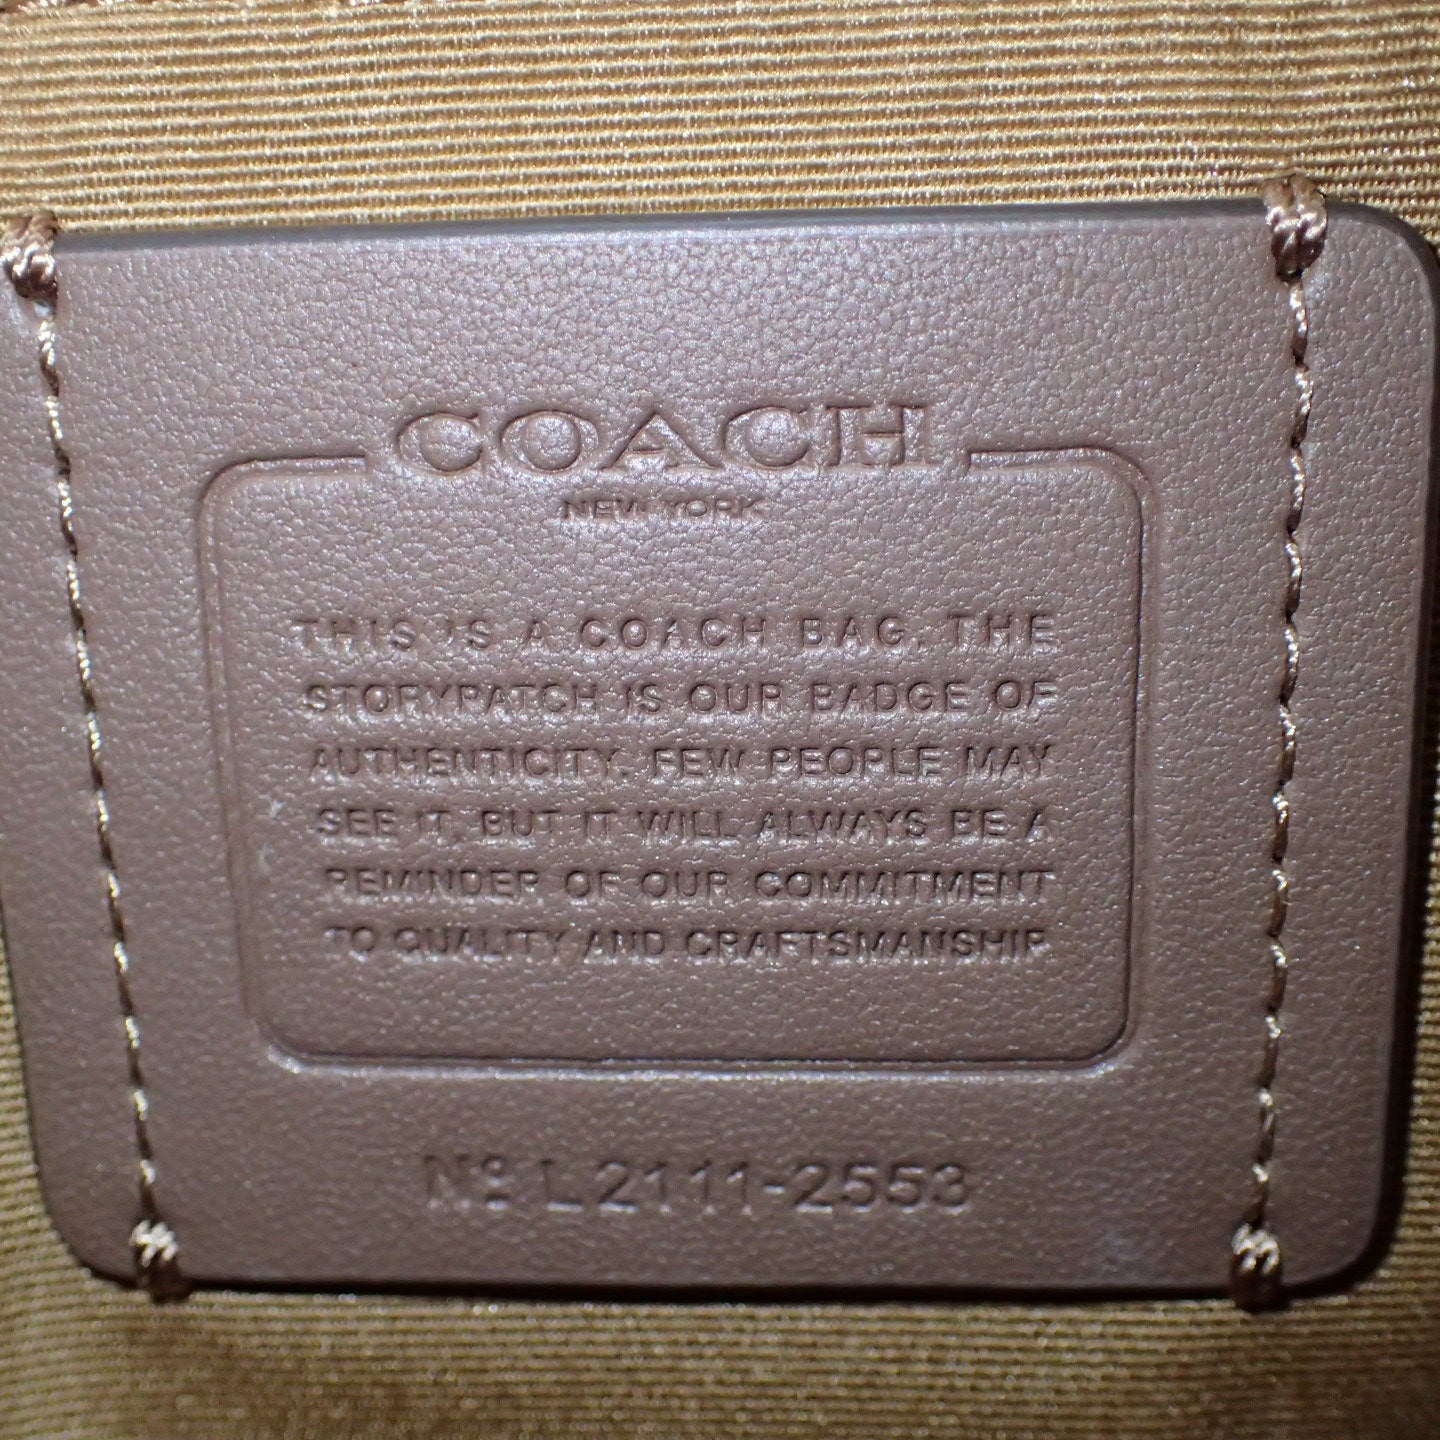 COACH
NEW YORK
THIS IS A COACH BAG. THE
STORYPATCH IS OUR BADGE OF
AUTHENTICITY. FEW PEOPLE MAY
SEE IT, BUT IT WILL ALWAYS BE A
REMINDER OF OUR COMMITMENT
TO QUALITY AND CRAFTSMANSHIP.
Nº L2111-2553